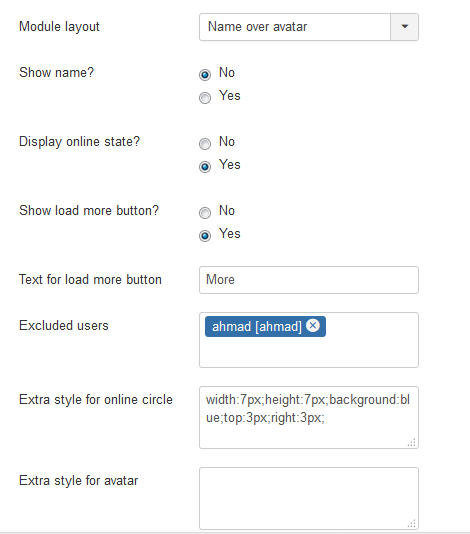 Module layout Name over avatar
Show name? No
Yes
Display online state? No
Yes
Show load more button? No
Yes
Text for load more button More
Excluded users ahmad [ahmad]
Extra style for online circle width:7px;height:7px;background:bl
ue;top:3px;right:3px;
Extra style for avatar